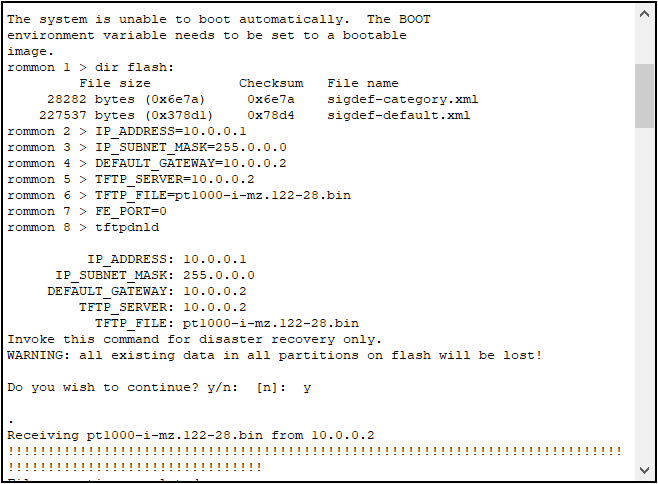 The system is unable to boot automatically.  The BOOT
environment variable needs to be set to a bootable
image.
rommon 1 > dir flash:
         File size           Checksum   File name
     28282 bytes (0x6e7a)     0x6e7a    sigdef-category.xml
    227537 bytes (0x378d1)    0x78d4    sigdef-default.xml
rommon 2 > IP_ADDRESS=10.0.0.1
rommon 3 > IP_SUBNET_MASK=255.0.0.0
rommon 4 > DEFAULT_GATEWAY=10.0.0.2
rommon 5 > TFTP_SERVER=10.0.0.2
rommon 6 > TFTP_FILE=pt1000-i-mz.122-28.bin
rommon 7 > FE_PORT=0
rommon 8 > tftpdnld

          IP_ADDRESS: 10.0.0.1
      IP_SUBNET_MASK: 255.0.0.0
     DEFAULT_GATEWAY: 10.0.0.2
         TFTP_SERVER: 10.0.0.2
           TFTP_FILE: pt1000-i-mz.122-28.bin
Invoke this command for disaster recovery only.
WARNING: all existing data in all partitions on flash will be lost!

Do you wish to continue? y/n:  [n]:  y

.
Receiving pt1000-i-mz.122-28.bin from 10.0.0.2
!!!!!!!!!!!!!!!!!!!!!!!!!!!!!!!!!!!!!!!!!!!!!!!!!!!!!!!!!!!!!!!!!!!!!!!!!!!!!
!!!!!!!!!!!!!!!!!!!!!!!!!!!!!!!!